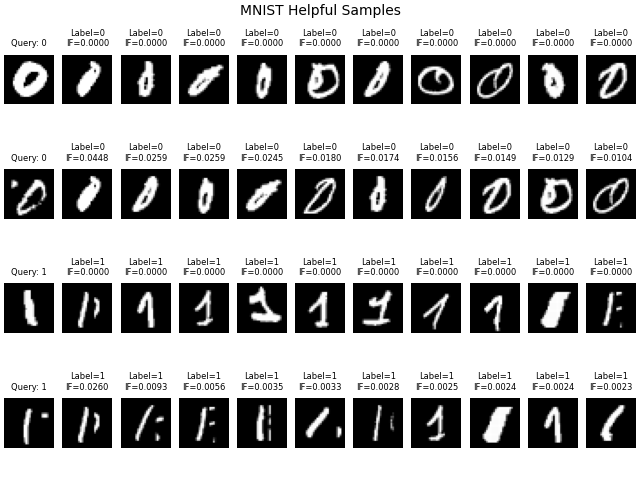 MNIST Helpful Samples
Query: 0 Label=0 Label=0 Label=0 Label=0 Label=0 Label=0 Label=0 Label=0 Label=0 Label=0
IF=0.0000 IF=0.0000 IF=0.0000 IF=0.0000 IF=0.0000 IF=0.0000 IF=0.0000 IF=0.0000 IF=0.0000 IF=0.0000
Query: 0 Label=0 Label=0 Label=0 Label=0 Label=0 Label=0 Label=0 Label=0 Label=0 Label=0
IF=0.0448 IF=0.0259 IF=0.0259 IF=0.0245 IF=0.0180 IF=0.0174 IF=0.0156 IF=0.0149 IF=0.0129 IF=0.0104
Query: 1 Label=1 Label=1 Label=1 Label=1 Label=1 Label=1 Label=1 Label=1 Label=1 Label=1
IF=0.0000 IF=0.0000 IF=0.0000 IF=0.0000 IF=0.0000 IF=0.0000 IF=0.0000 IF=0.0000 IF=0.0000 IF=0.0000
Query: 1 Label=1 Label=1 Label=1 Label=1 Label=1 Label=1 Label=1 Label=1 Label=1 Label=1
IF=0.0260 IF=0.0093 IF=0.0056 IF=0.0035 IF=0.0033 IF=0.0028 IF=0.0025 IF=0.0024 IF=0.0024 IF=0.0023